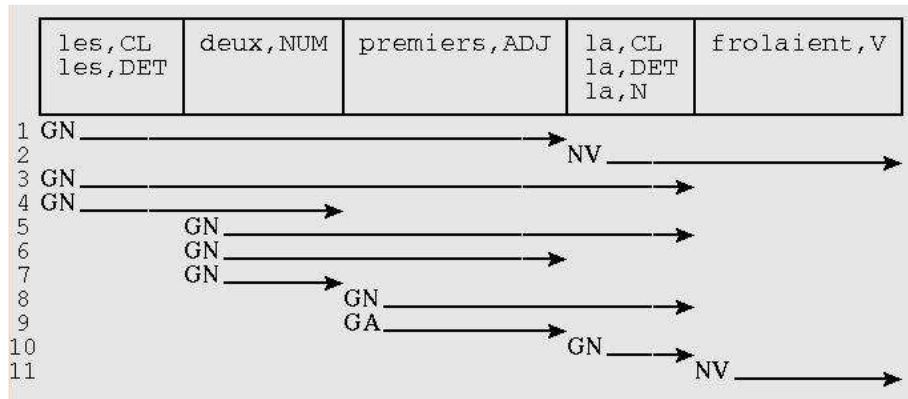 les,CL deux,NUM premiers,ADJ la,CL frolaient,V
les,DET la,DET
la,N
1 GN
2 NV
3 GN
4 GN
5 GN
6 GN
7 GN
8 GN
9 GA
10 GN
11 NV